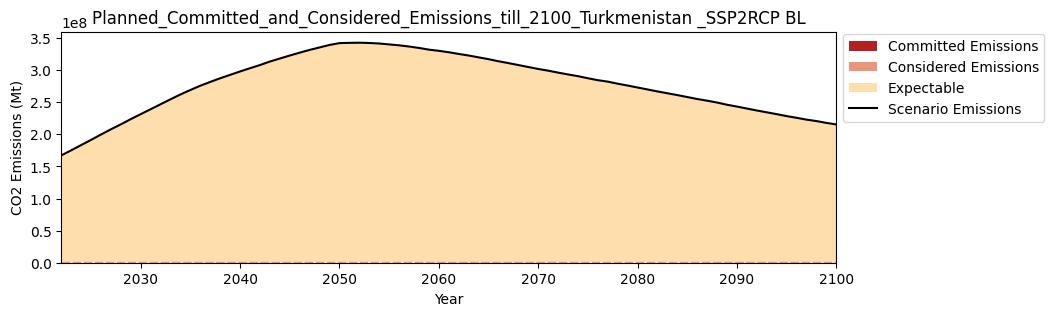 Planned_Committed_and_Considered_Emissions_till_2100_Turkmenistan _SSP2RCP BL
1e8
3.5
3.0
2.5
2.0
1.5
1.0
0.5
0.0
CO2 Emissions (Mt)
2030 2040 2050 2060 2070 2080 2090 2100
Year
Committed Emissions
Considered Emissions
Expectable
Scenario Emissions